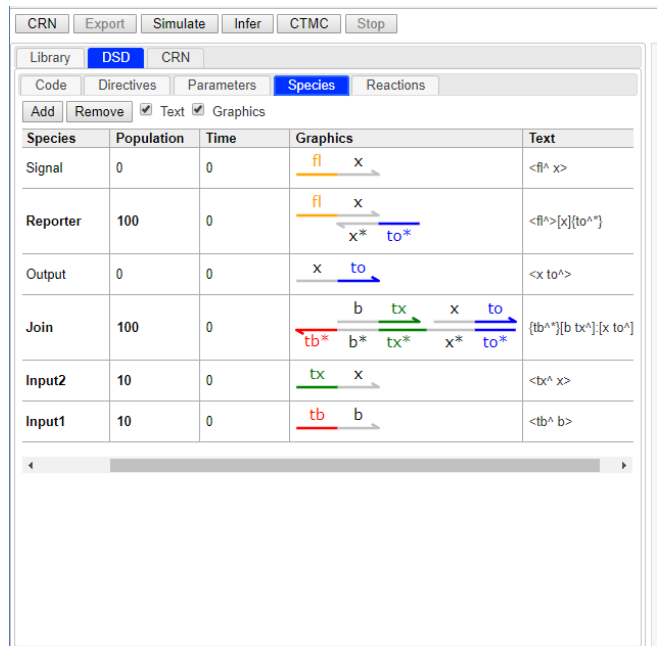 CRN Export Simulate Infer CTMC Stop
Library DSD CRN
Code Directives Parameters Species Reactions
Add Remove Text Graphics
Species Population Time Graphics Text
fl x
Signal 0 0 <fl^ x>
fl x
Reporter 100 0 <fl^>[x]{to^*}
x* to*
Output 0 0 x to <x to^>
b tx x to
Join 100 0 {tb^*}[b tx^]:[x to^]
tb* b* tx* x* to*
Input2 10 0 tx x <tx^ x>
Input1 10 0 tb b <tb^ b>